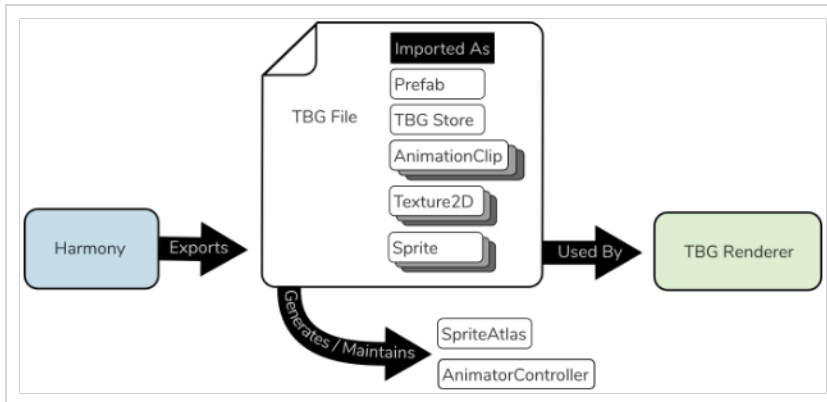 Imported As
Prefab
TBG File
TBG Store
AnimationClip
Texture2D
Harmony
Exports
Sprite
Used By
TBG Renderer
Generates / Maintains
SpriteAtlas
AnimatorController